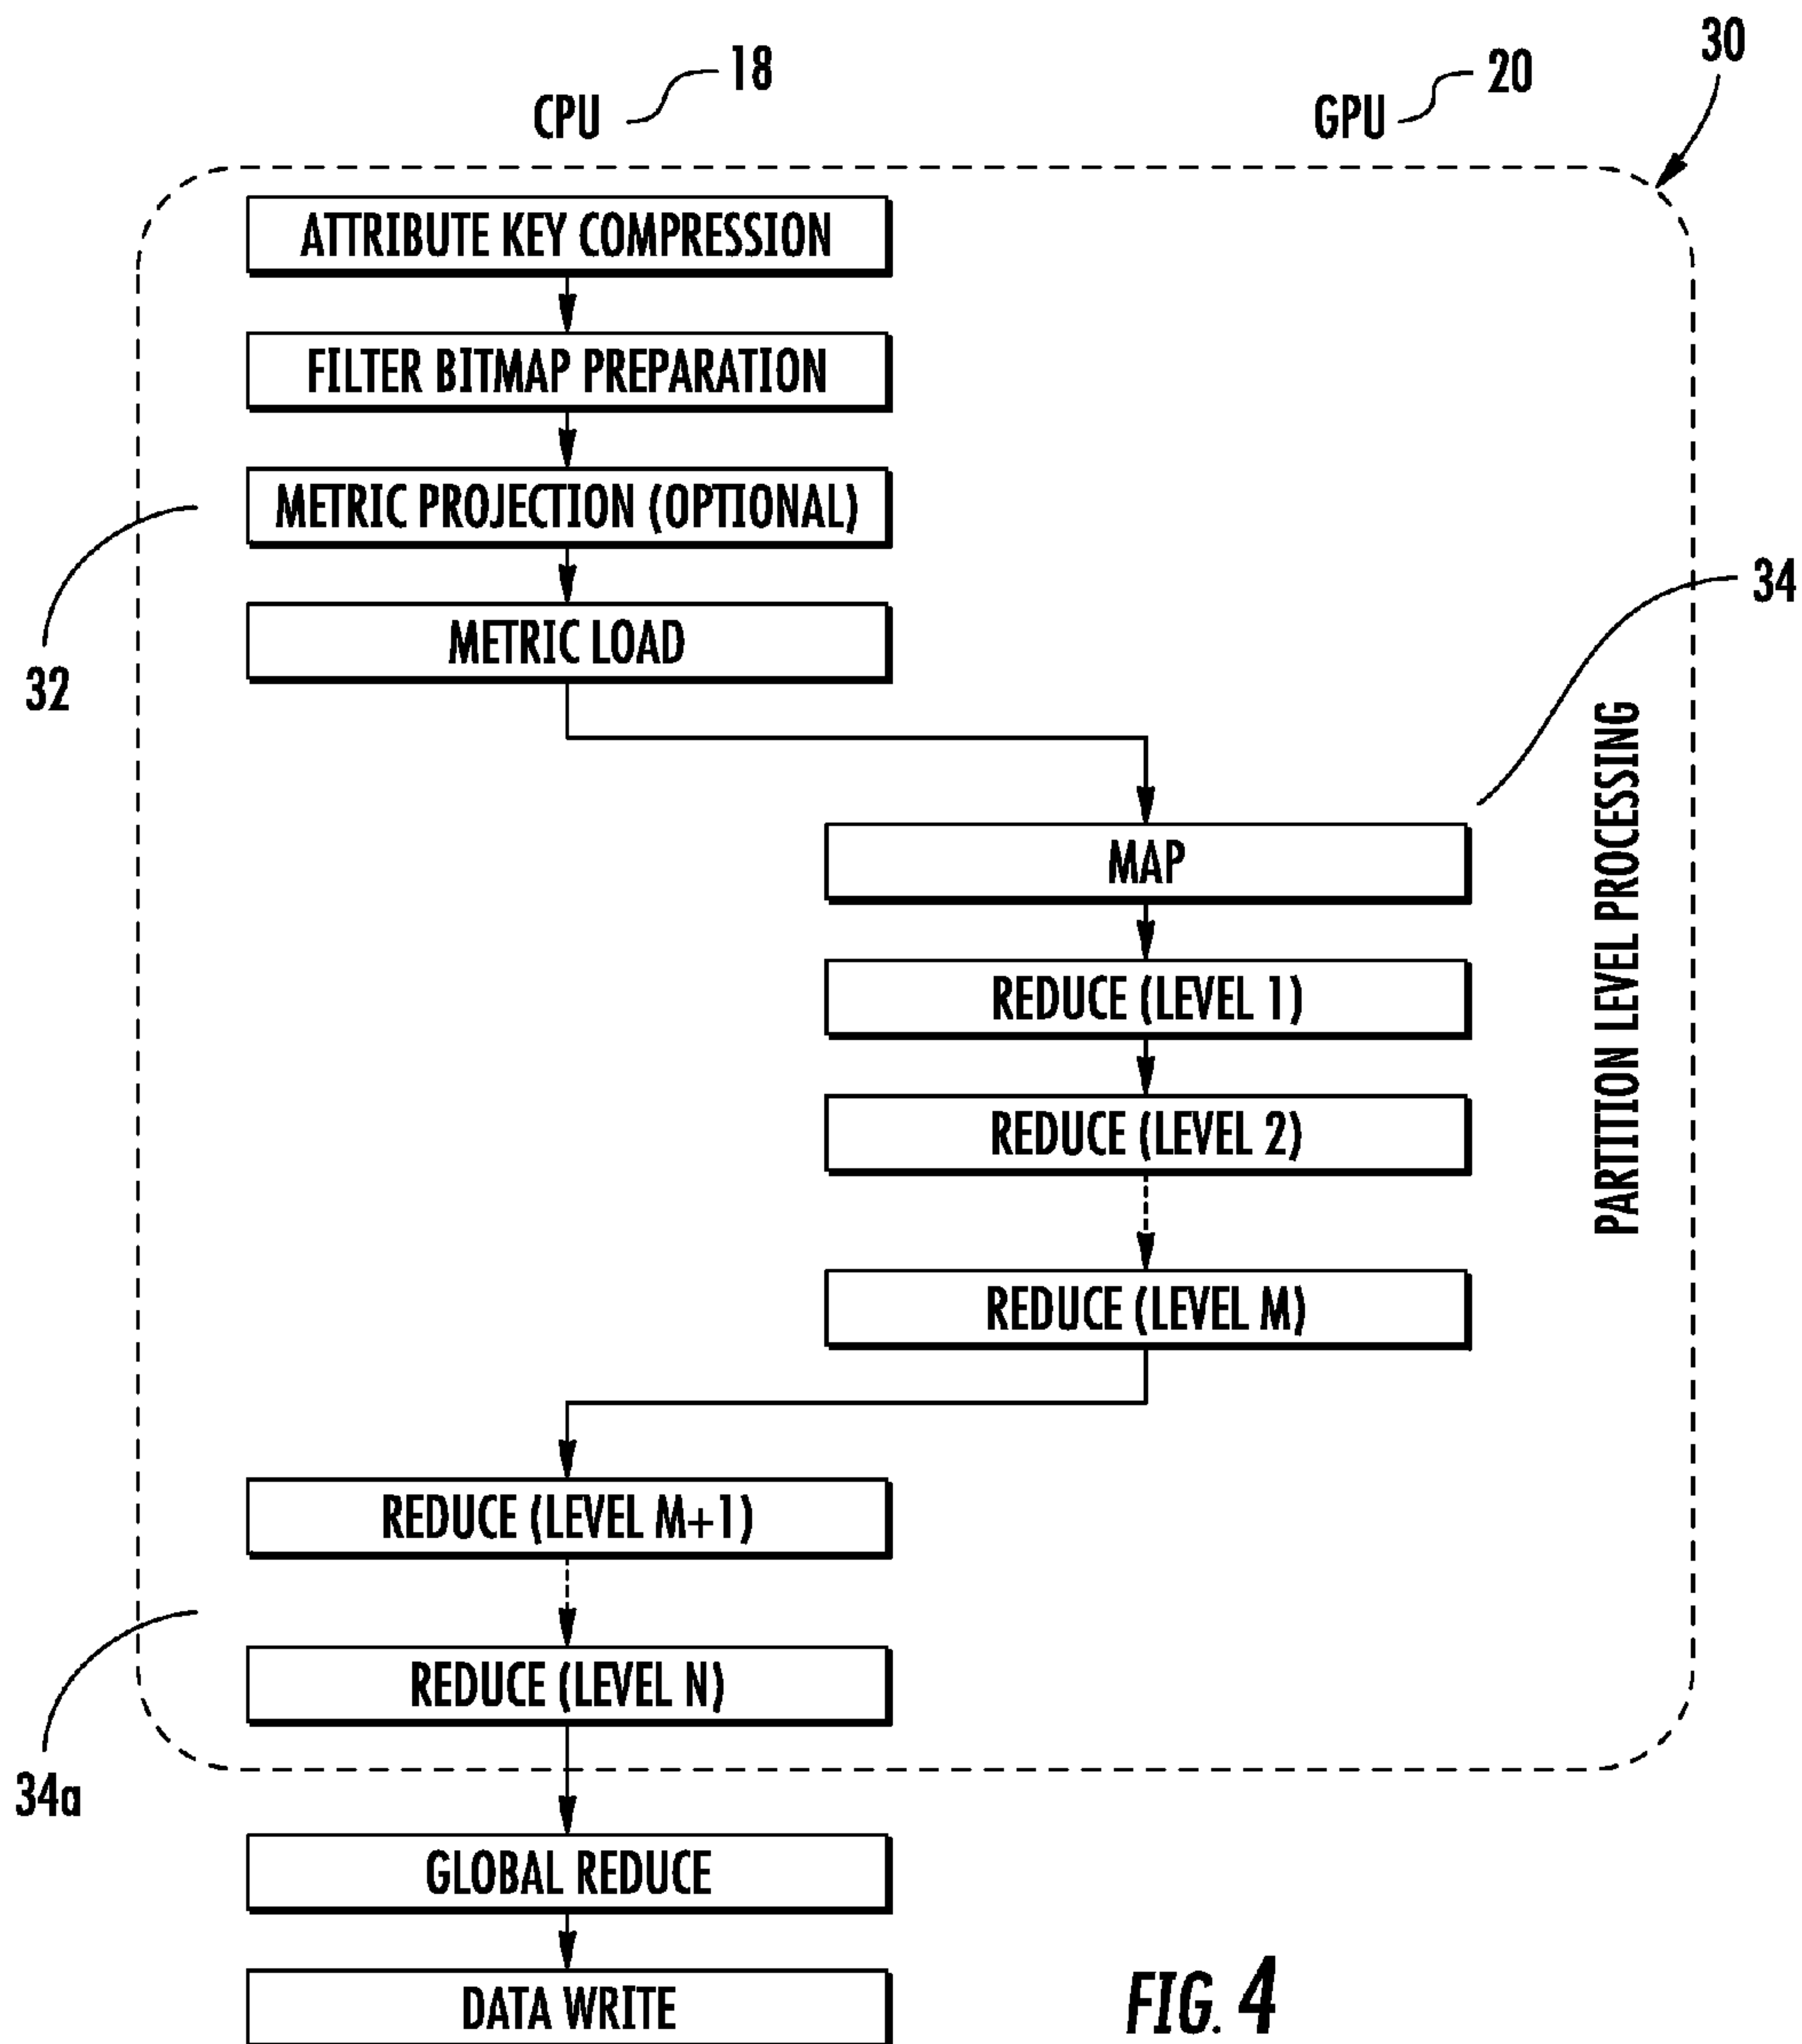 30
18
20
CPU
GPU
ATTRIBUTE KEY COMPRESSION
FILTER BITMAP PREPARATION
METRIC PROJECTION (OPTIONAL)
34
METRIC LOAD
32
PARTITION LEVEL PROCESSING
MAP
REDUCE (LEVEL 1)
REDUCE (LEVEL 2)
REDUCE (LEVEL M)
REDUCE (LEVEL M+1)
REDUCE (LEVEL N)
34a
GLOBAL REDUCE
DATA WRITE
FIG. 4